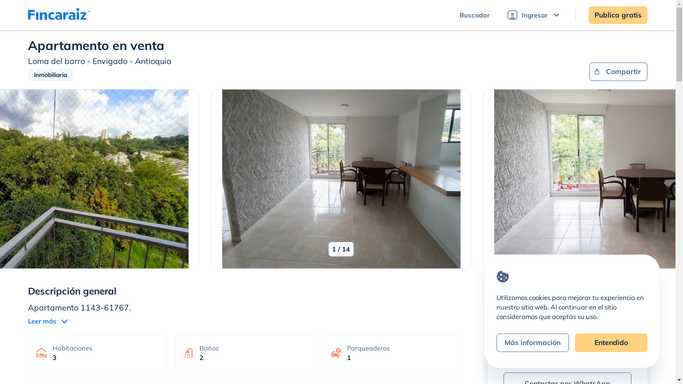 Fincaraiz
Buscador
Ingresar
Publica gratis
Apartamento en venta
Loma del barro - Envigado - Antioquia
Inmobiliaria
Compartir
1 / 14
Descripción general
Apartamento 1143-61767.
Leer más
Habitaciones
3
Baños
2
Parqueaderos
1
Utilizamos cookies para mejorar tu experiencia en
nuestro sitio web. Al continuar en el sitio
consideramos que aceptas su uso.
Más información
Entendido
Contactar por WhatsApp